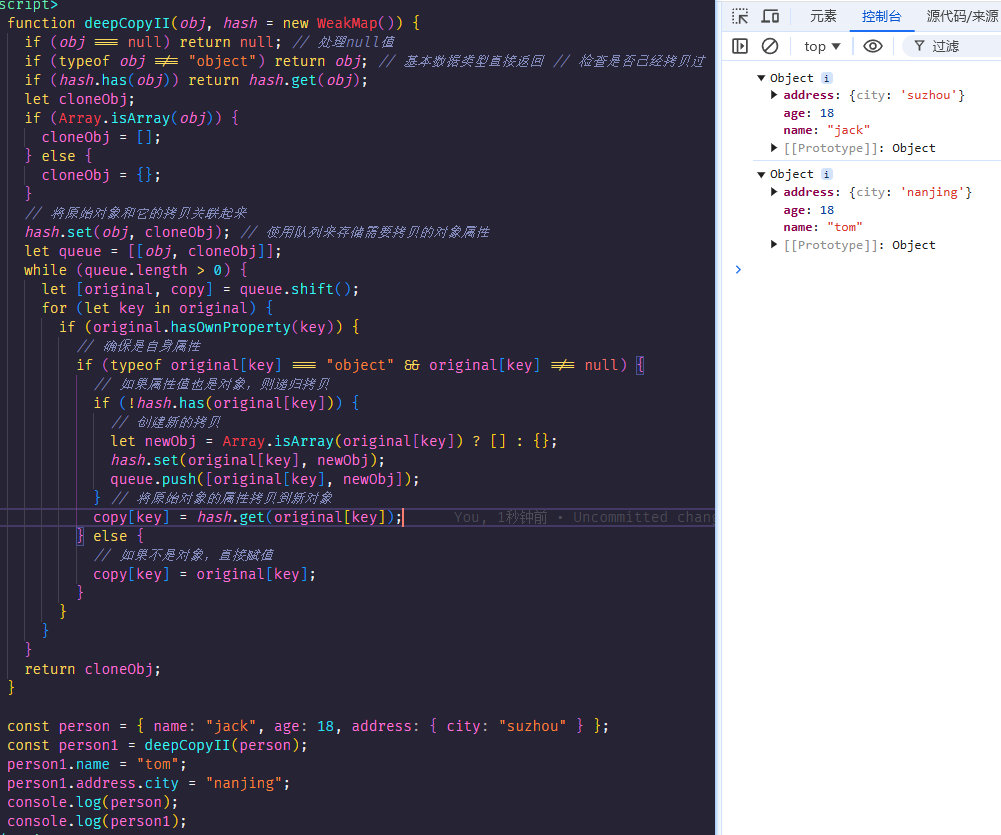 script>
function deepCopyII(obj, hash = new WeakMap()) {
if (obj === null) return null; // 处理null值
if (typeof obj !== "object") return obj; // 基本数据类型直接返回 // 检查是否已经拷贝过
if (hash.has(obj)) return hash.get(obj);
let cloneObj;
if (Array.isArray(obj)) {
cloneObj = [];
} else {
cloneObj = {};
}
// 将原始对象和它的拷贝关联起来
hash.set(obj, cloneObj); // 使用队列来存储需要拷贝的对象属性
let queue = [[obj, cloneObj]];
while (queue.length > 0) {
let [original, copy] = queue.shift();
for (let key in original) {
if (original.hasOwnProperty(key)) {
// 确保是自身属性
if (typeof original[key] === "object" && original[key] !== null) {
// 如果属性值也是对象，则递归拷贝
if (!hash.has(original[key])) {
// 创建新的拷贝
let newObj = Array.isArray(original[key]) ? [] : {};
hash.set(original[key], newObj);
queue.push([original[key], newObj]);
} // 将原始对象的属性拷贝到新对象
copy[key] = hash.get(original[key]); You, 1秒钟前 • Uncommitted chang
} else {
// 如果不是对象，直接赋值
copy[key] = original[key];
}
}
}
}
return cloneObj;
}
const person = { name: "jack", age: 18, address: { city: "suzhou" } };
const person1 = deepCopyII(person);
person1.name = "tom";
person1.address.city = "nanjing";
console.log(person);
console.log(person1);
元素 控制台 源代码/来源
top ▼ 过滤
▼ Object i
▶ address: {city: 'suzhou'}
age: 18
name: "jack"
▶ [[Prototype]]: Object
▼ Object i
▶ address: {city: 'nanjing'}
age: 18
name: "tom"
▶ [[Prototype]]: Object
>